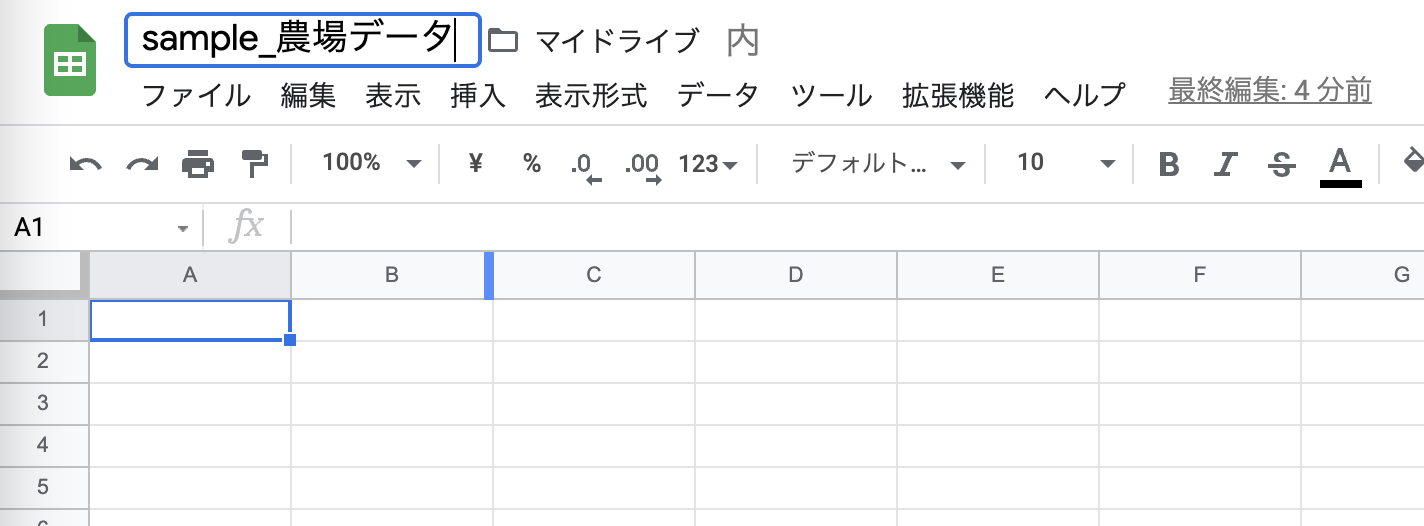 sample_農場データ マイドライブ 内
ファイル 編集 表示 挿入 表示形式 データ ツール 拡張機能 ヘルプ 最終編集: 4 分前
100% ¥ % .0 .00 123 デフォルト... 10 B I S A
A1 fx
A B C D E F G
1
2
3
4
5